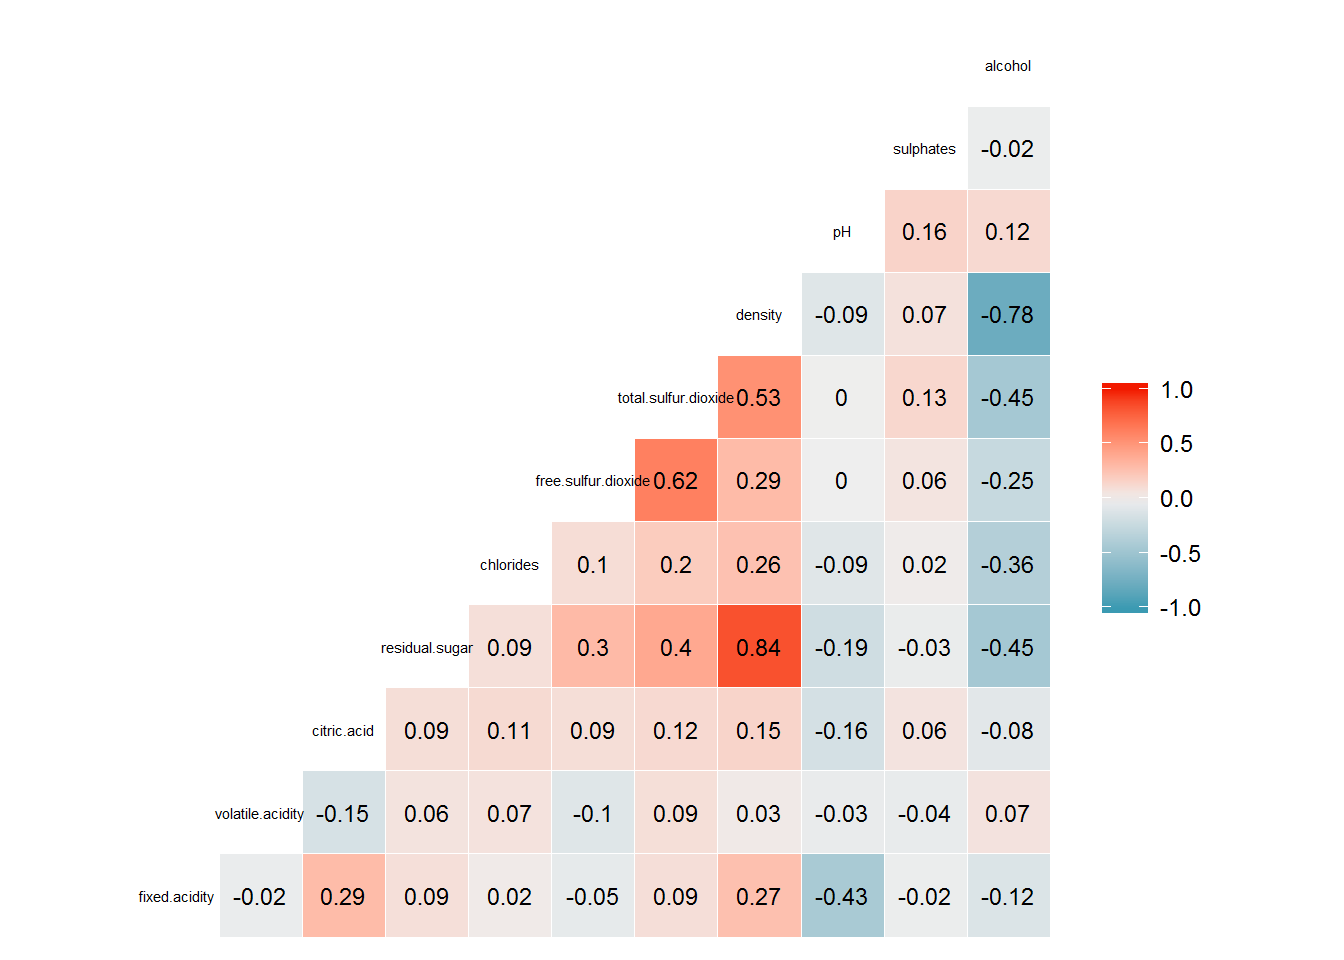 alcohol
sulphates -0.02
pH 0.16 0.12
density -0.09 0.07 -0.78
total.sulfur.dioxide 0.53 0 0.13 -0.45
free.sulfur.dioxide 0.62 0.29 0 0.06 -0.25
chlorides 0.1 0.2 0.26 -0.09 0.02 -0.36
residual.sugar 0.09 0.3 0.4 0.84 -0.19 -0.03 -0.45
citric.acid 0.09 0.11 0.09 0.12 0.15 -0.16 0.06 -0.08
volatile.acidity -0.15 0.06 0.07 -0.1 0.09 0.03 -0.03 -0.04 0.07
fixed.acidity -0.02 0.29 0.09 0.02 -0.05 0.09 0.27 -0.43 -0.02 -0.12
1.0
0.5
0.0
-0.5
-1.0